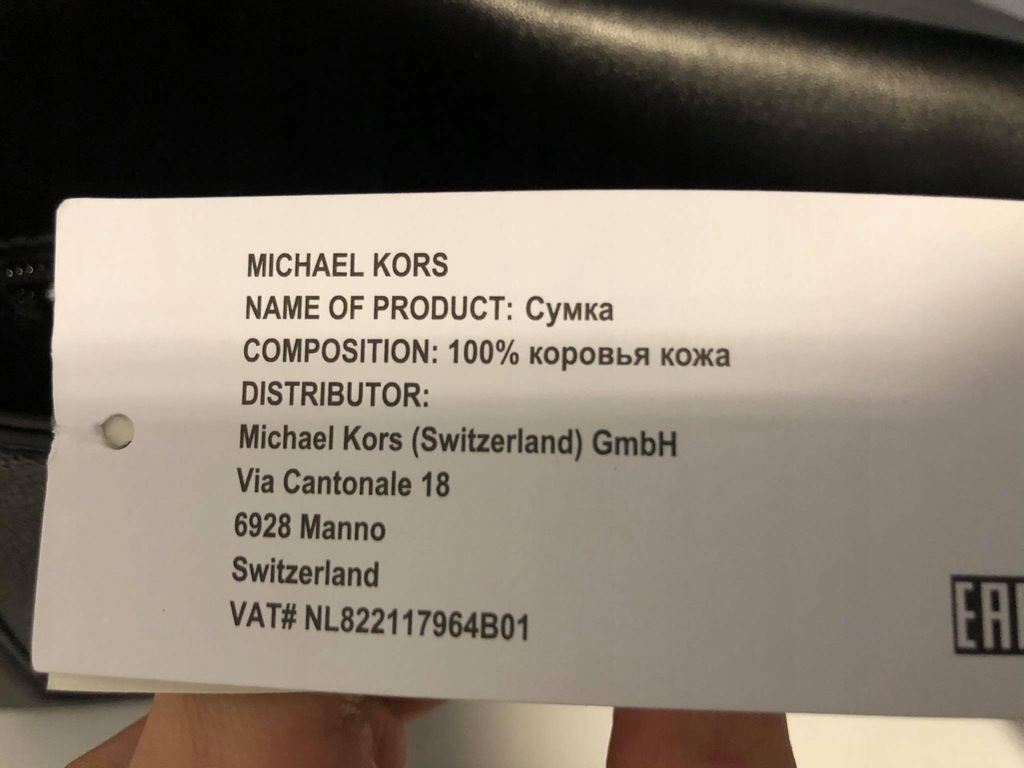 MICHAEL KORS
NAME OF PRODUCT: Сумка
COMPOSITION: 100% коровья кожа
DISTRIBUTOR:
Michael Kors (Switzerland) GmbH
Via Cantonale 18
6928 Manno
Switzerland
VAT# NL822117964B01
EAC